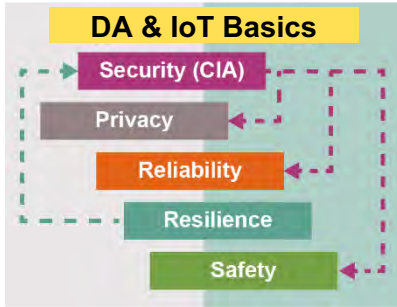 DA & IoT Basics
Security (CIA)
Privacy
Reliability
Resilience
Safety